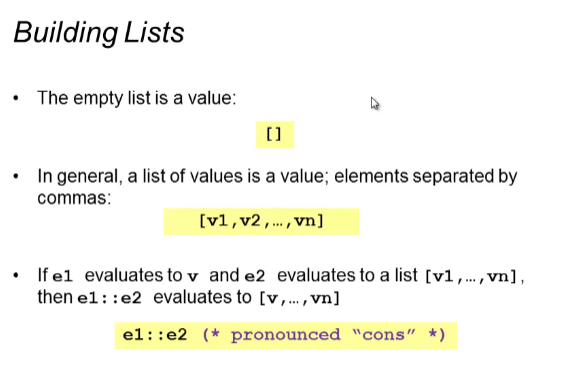 Building Lists
• The empty list is a value:
[]
• In general, a list of values is a value; elements separated by
commas:
[v1,v2,…,vn]
• If e1 evaluates to v and e2 evaluates to a list [v1,…,vn],
then e1::e2 evaluates to [v,…,vn]
e1::e2 (* pronounced “cons” *)